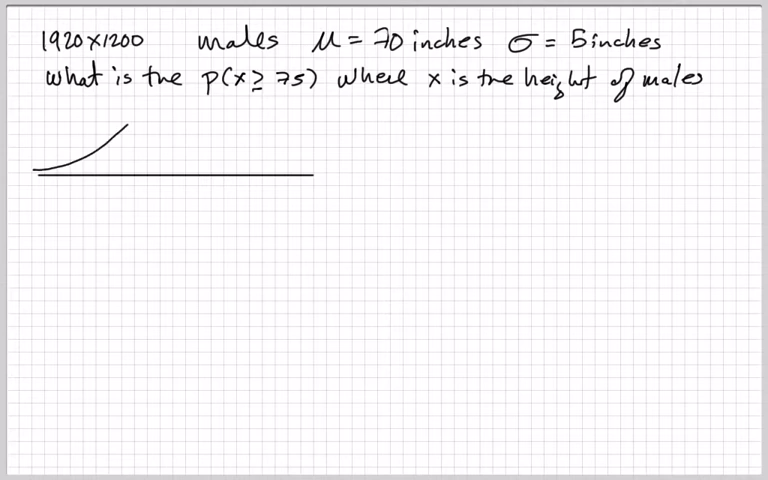 1920x1200 males μ = 70 inches σ = 5 inches
what is the p(x ≥ 75) where x is the height of males